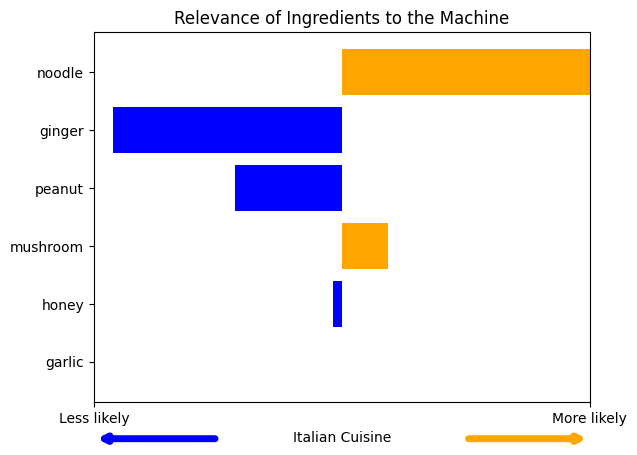 Relevance of Ingredients to the Machine
noodle
ginger
peanut
mushroom
honey
garlic
Less likely
More likely
Italian Cuisine